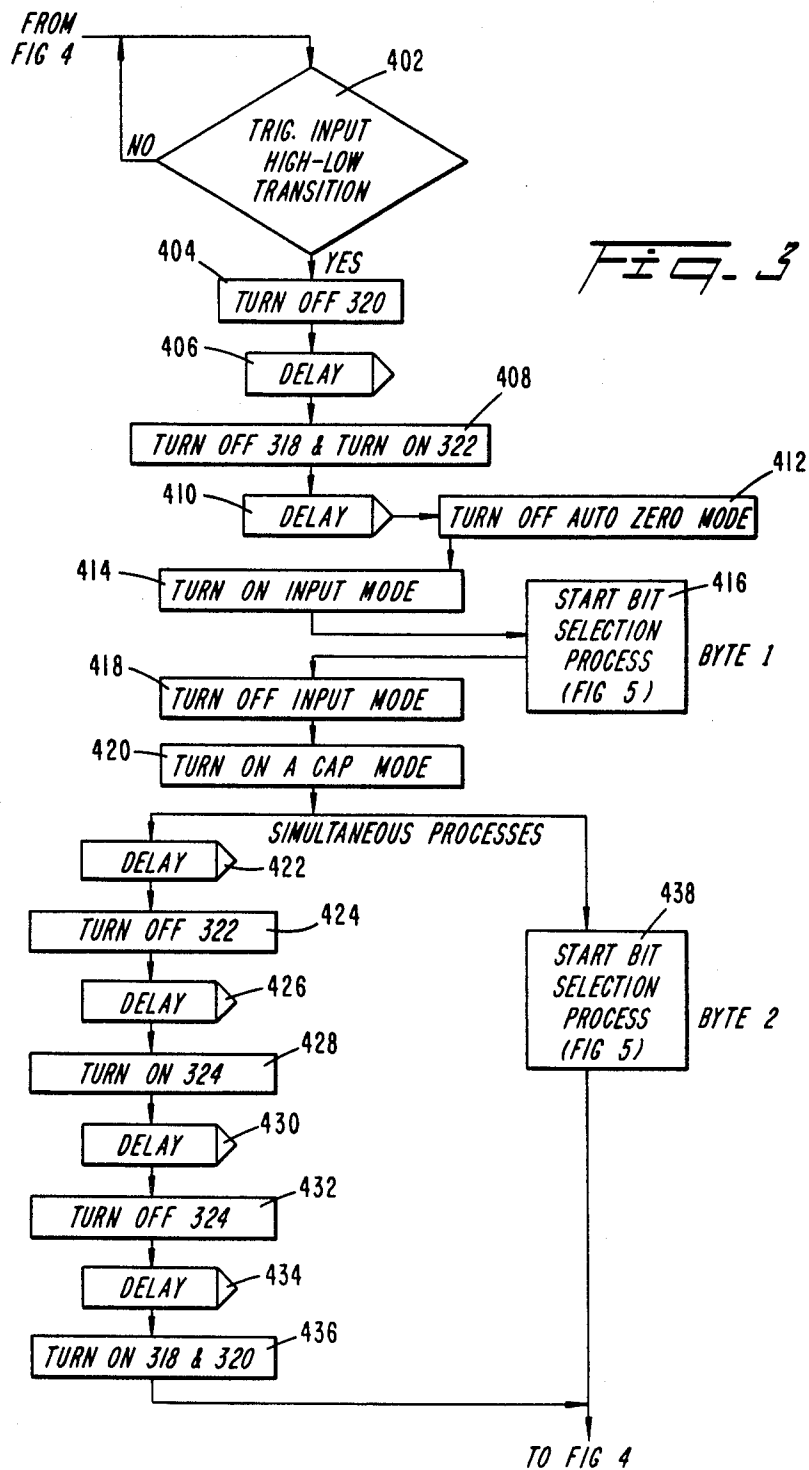 FROM
FIG 4
402
TRIG. INPUT
HIGH-LOW
TRANSITION
NO
YES
Fig. 3
404
TURN OFF 320
406
DELAY
408
TURN OFF 318 & TURN ON 322
410
DELAY
412
TURN OFF AUTO ZERO MODE
414
TURN ON INPUT MODE
416
START BIT
SELECTION
PROCESS
(FIG 5)
BYTE 1
418
TURN OFF INPUT MODE
420
TURN ON A CAP MODE
SIMULTANEOUS PROCESSES
DELAY
422
TURN OFF 322
424
DELAY
426
TURN ON 324
428
DELAY
430
TURN OFF 324
432
DELAY
434
TURN ON 318 & 320
436
438
START BIT
SELECTION
PROCESS
(FIG 5)
BYTE 2
TO FIG 4